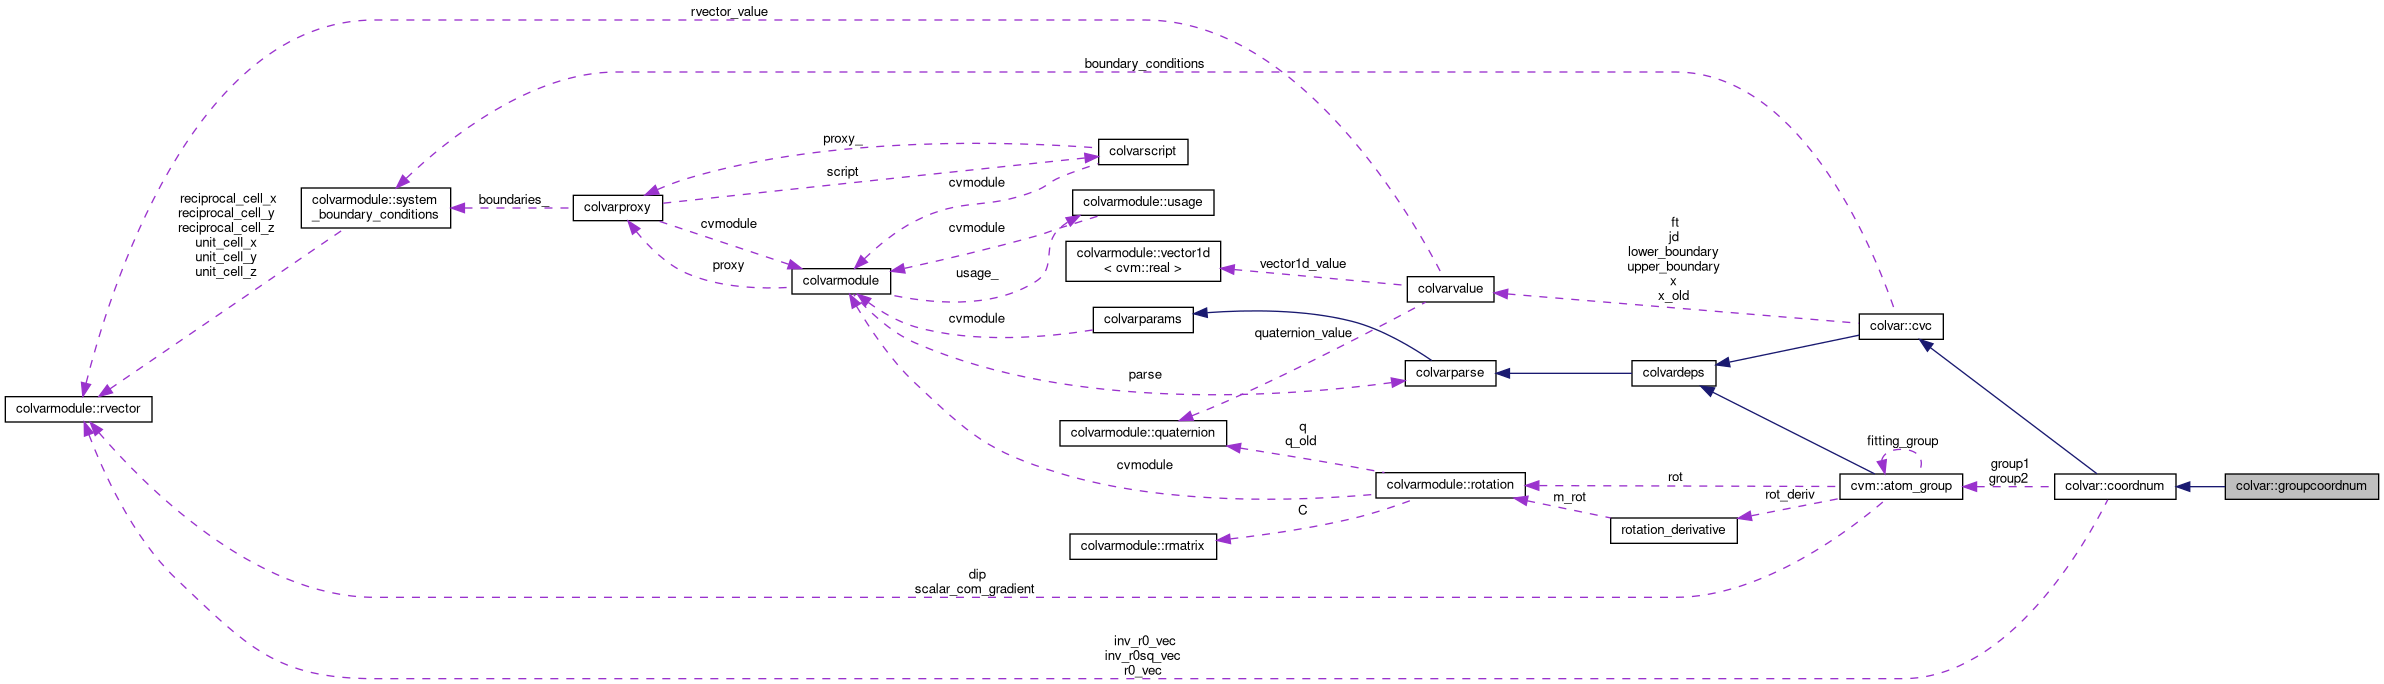 rvector_value
boundary_conditions
proxy_
colvarscript
script
cvmodule
reciprocal_cell_x
reciprocal_cell_y
reciprocal_cell_z
unit_cell_x
unit_cell_y
unit_cell_z
colvarmodule::system
_boundary_conditions
boundaries_
colvarproxy
cvmodule
proxy
colvarmodule::usage
cvmodule
usage_
colvarmodule::vector1d
< cvm::real >
vector1d_value
colvarmodule
colvarvalue
ft
jd
lower_boundary
upper_boundary
x
x_old
colvar::cvc
colvarparams
cvmodule
quaternion_value
parse
colvarparse
colvardeps
colvarmodule::rvector
colvarmodule::quaternion
q
q_old
cvmodule
colvarmodule::rotation
C
colvarmodule::rmatrix
rot
m_rot
rot_deriv
rotation_derivative
fitting_group
cvm::atom_group
group1
group2
colvar::coordnum
colvar::groupcoordnum
dip
scalar_com_gradient
inv_r0_vec
inv_r0sq_vec
r0_vec